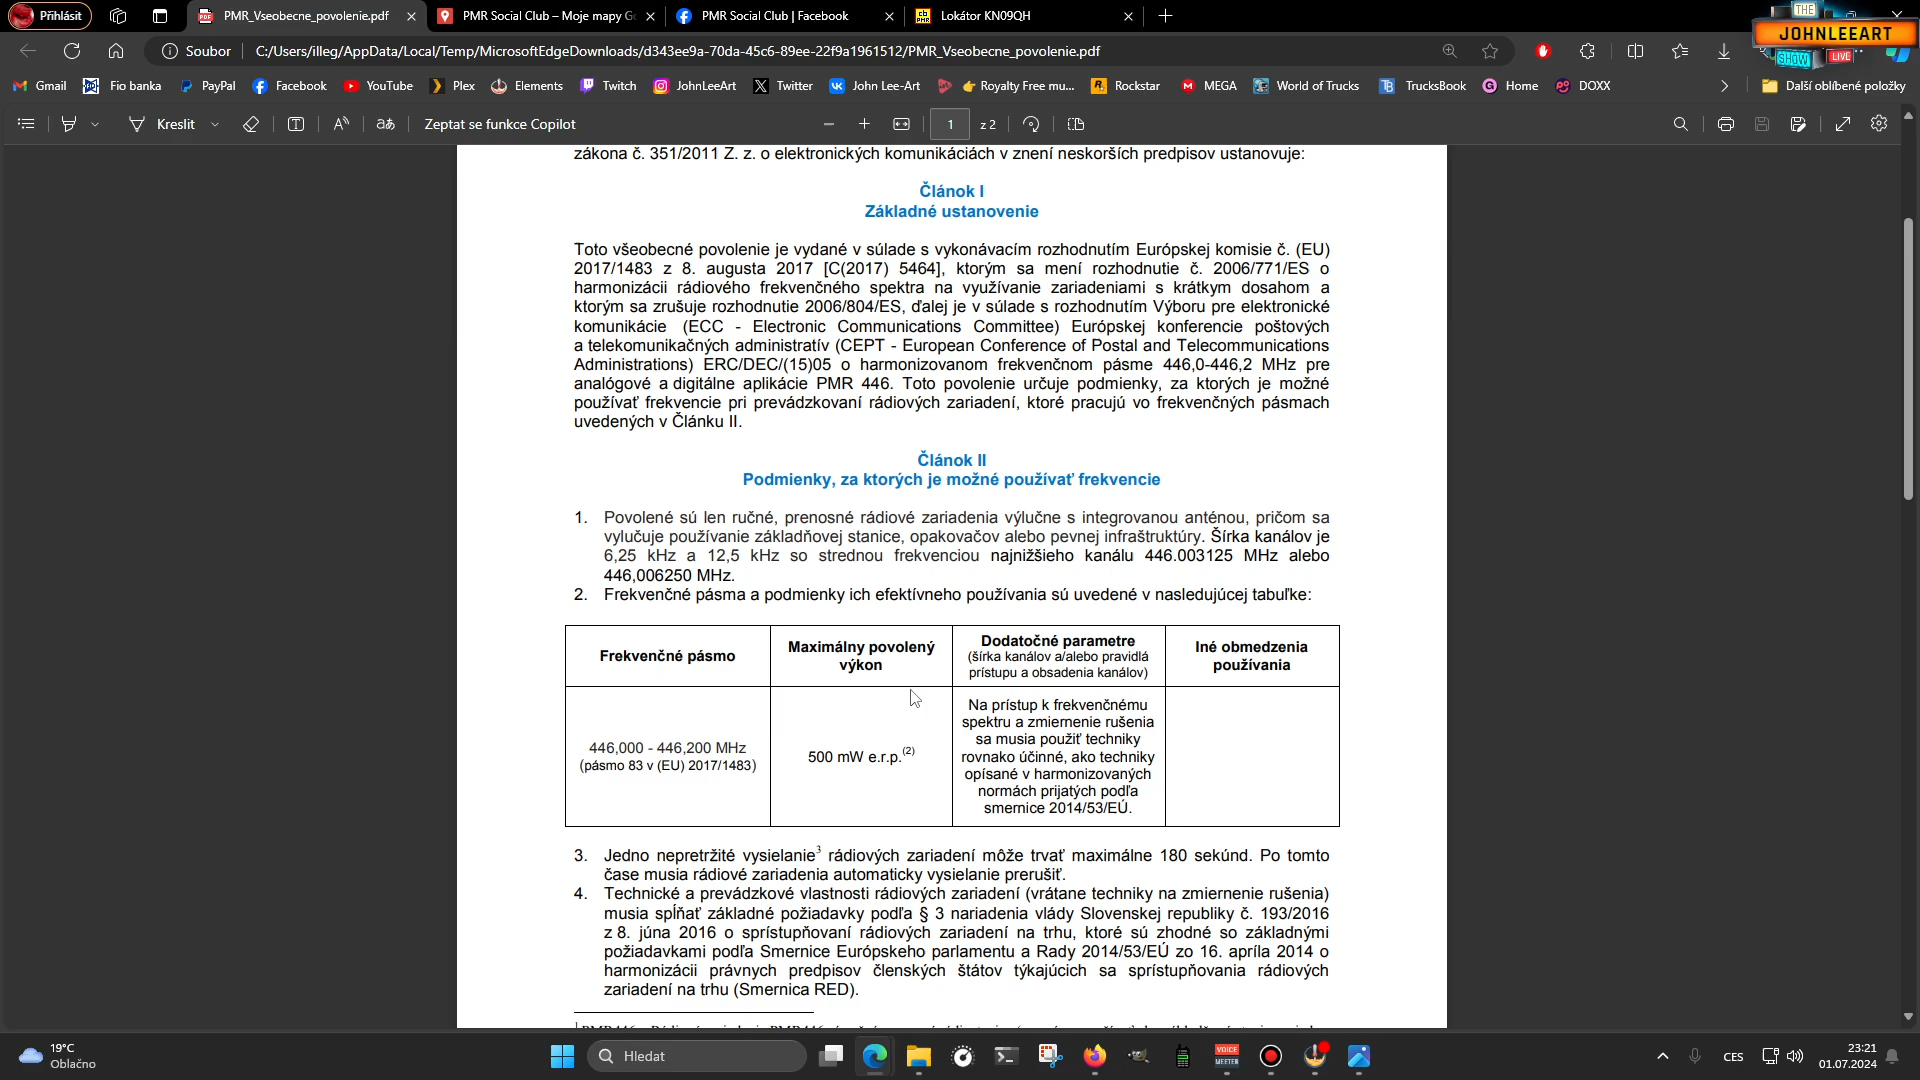 Přihlásit
PMR_Vseobecne_povolenie.pdf
PMR Social Club – Moje mapy G
PMR Social Club | Facebook
Lokátor KN09QH
Soubor
C:/Users/illeg/AppData/Local/Temp/MicrosoftEdgeDownloads/d343ee9a-70da-45c6-89ee-22f9a1961512/PMR_Vseobecne_povolenie.pdf
THE
JOHNLEEART
SHOW LIVE
Gmail
Fio banka
PayPal
Facebook
YouTube
Plex
Elements
Twitch
JohnLeeArt
Twitter
John Lee-Art
Royalty Free mu...
Rockstar
MEGA
World of Trucks
TrucksBook
Home
DOXX
Další oblíbené položky
Kreslit
Zeptat se funkce Copilot
1 z 2
zákona č. 351/2011 Z. z. o elektronických komunikáciách v znení neskorších predpisov ustanovuje:
Článok I
Základné ustanovenie
Toto všeobecné povolenie je vydané v súlade s vykonávacím rozhodnutím Európskej komisie č. (EU)
2017/1483 z 8. augusta 2017 [C(2017) 5464], ktorým sa mení rozhodnutie č. 2006/771/ES o
harmonizácii rádiového frekvenčného spektra na využívanie zariadeniami s krátkym dosahom a
ktorým sa zrušuje rozhodnutie 2006/804/ES, ďalej je v súlade s rozhodnutím Výboru pre elektronické
komunikácie (ECC - Electronic Communications Committee) Európskej konferencie poštových
a telekomunikačných administratív (CEPT - European Conference of Postal and Telecommunications
Administrations) ERC/DEC/(15)05 o harmonizovanom frekvenčnom pásme 446,0-446,2 MHz pre
analógové a digitálne aplikácie PMR 446. Toto povolenie určuje podmienky, za ktorých je možné
používať frekvencie pri prevádzkovaní rádiových zariadení, ktoré pracujú vo frekvenčných pásmach
uvedených v Článku II.
Článok II
Podmienky, za ktorých je možné používať frekvencie
1. Povolené sú len ručné, prenosné rádiové zariadenia výlučne s integrovanou anténou, pričom sa
vylučuje používanie základňovej stanice, opakovačov alebo pevnej infraštruktúry. Šírka kanálov je
6,25 kHz a 12,5 kHz so strednou frekvenciou najnižšieho kanálu 446.003125 MHz alebo
446,006250 MHz.
2. Frekvenčné pásma a podmienky ich efektívneho používania sú uvedené v nasledujúcej tabuľke:
Frekvenčné pásmo
Maximálny povolený
výkon
Dodatočné parametre
(šírka kanálov a/alebo pravidlá
prístupu a obsadenia kanálov)
Iné obmedzenia
používania
446,000 - 446,200 MHz
(pásmo 83 v (EU) 2017/1483)
500 mW e.r.p.(2)
Na prístup k frekvenčnému
spektru a zmiernenie rušenia
sa musia použiť techniky
rovnako účinné, ako techniky
opísané v harmonizovaných
normách prijatých podľa
smernice 2014/53/EÚ.
3. Jedno nepretržité vysielanie3 rádiových zariadení môže trvať maximálne 180 sekúnd. Po tomto
čase musia rádiové zariadenia automaticky vysielanie prerušiť.
4. Technické a prevádzkové vlastnosti rádiových zariadení (vrátane techniky na zmiernenie rušenia)
musia spĺňať základné požiadavky podľa § 3 nariadenia vlády Slovenskej republiky č. 193/2016
z 8. júna 2016 o sprístupňovaní rádiových zariadení na trhu, ktoré sú zhodné so základnými
požiadavkami podľa Smernice Európskeho parlamentu a Rady 2014/53/EÚ zo 16. apríla 2014 o
harmonizácii právnych predpisov členských štátov týkajúcich sa sprístupňovania rádiových
zariadení na trhu (Smernica RED).
19°C
Oblačno
Hledat
VOICE
MEETER
CES
23:21
01.07.2024